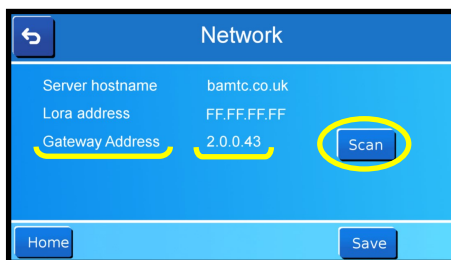 Network
Server hostname bamtc.co.uk
Lora address FF.FF.FF.FF
Gateway Address 2.0.0.43 Scan
Home Save